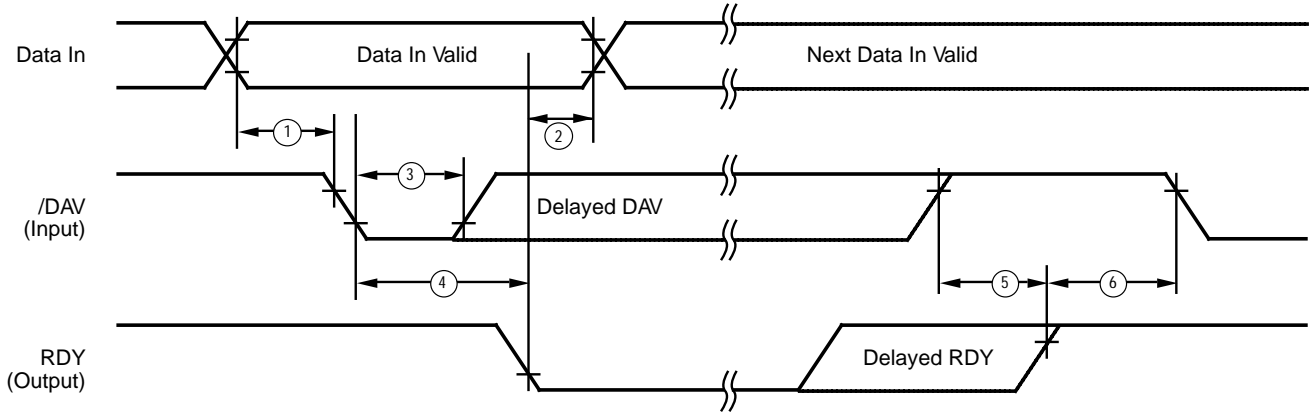 Data In
Data In Valid
Next Data In Valid
1
2
3
/DAV
(Input)
Delayed DAV
4
5
6
RDY
(Output)
Delayed RDY